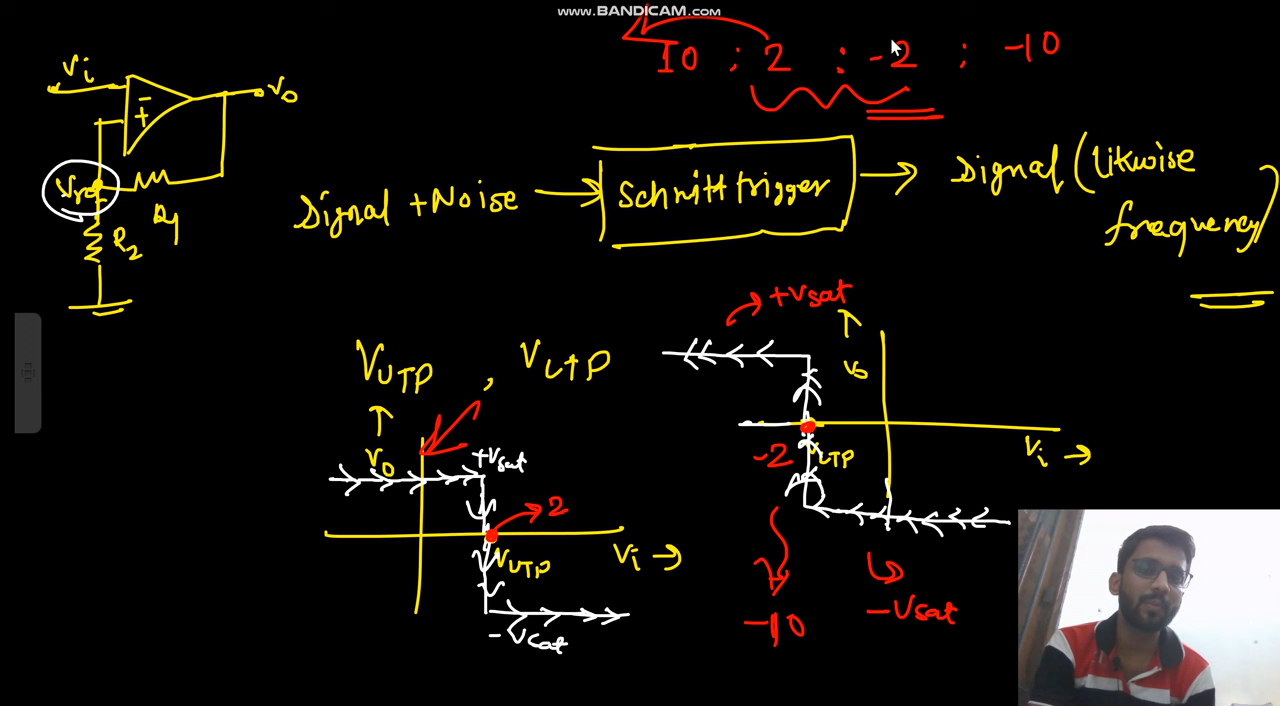 www.BANDICAM.com
10 ; 2 : -2 ; -10
Vi
-
+
Vo
Vref
R1
R2
Signal + Noise
Schmitt trigger
Signal (likwise
frequency)
VUTP , VLTP
Vo
+Vsat
2
VUTP
Vi
-Vsat
+Vsat
Vo
-2
VLTP
Vi
-10
-Vsat